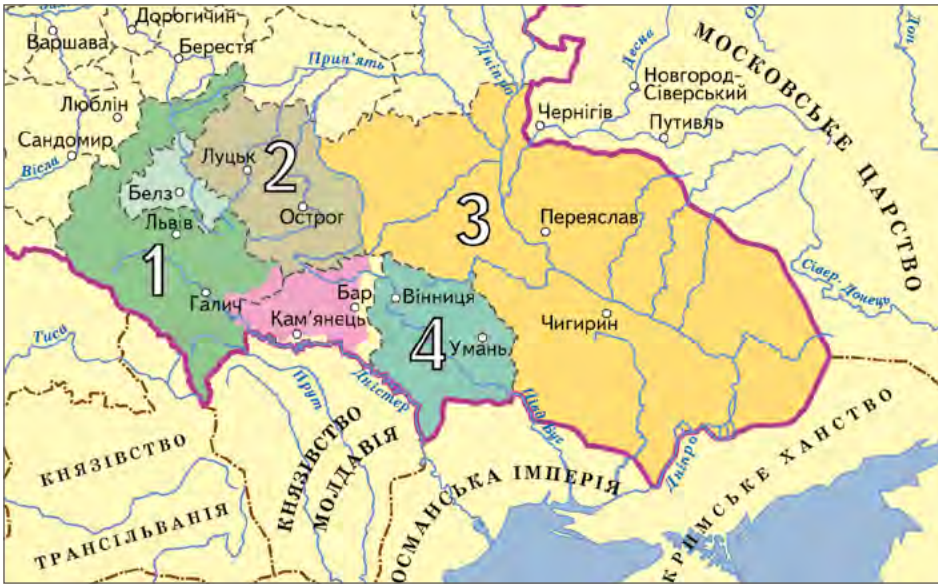 Дорогичин
Варшава
Берестя
Люблін
Сандомир
Вісла
Прип'ять
Дніпро
Десна
Дон
МОСКОВСЬКЕ ЦАРСТВО
Новгород-
Сіверський
Чернігів
Путивль
Луцьк
2
Белз
Острог
Львів
3
Переяслав
1
Галич
Бар
Вінниця
Кам'янець
4
Умань
Чигирин
Сівер. Донець
Тиса
Прут
Дністер
Півд. Буг
Дніпро
КНЯЗІВСТВО
ТРАНСІЛЬВАНІЯ
КНЯЗІВСТВО
МОЛДАВІЯ
ОСМАНСЬКА ІМПЕРІЯ
КРИМСЬКЕ ХАНСТВО